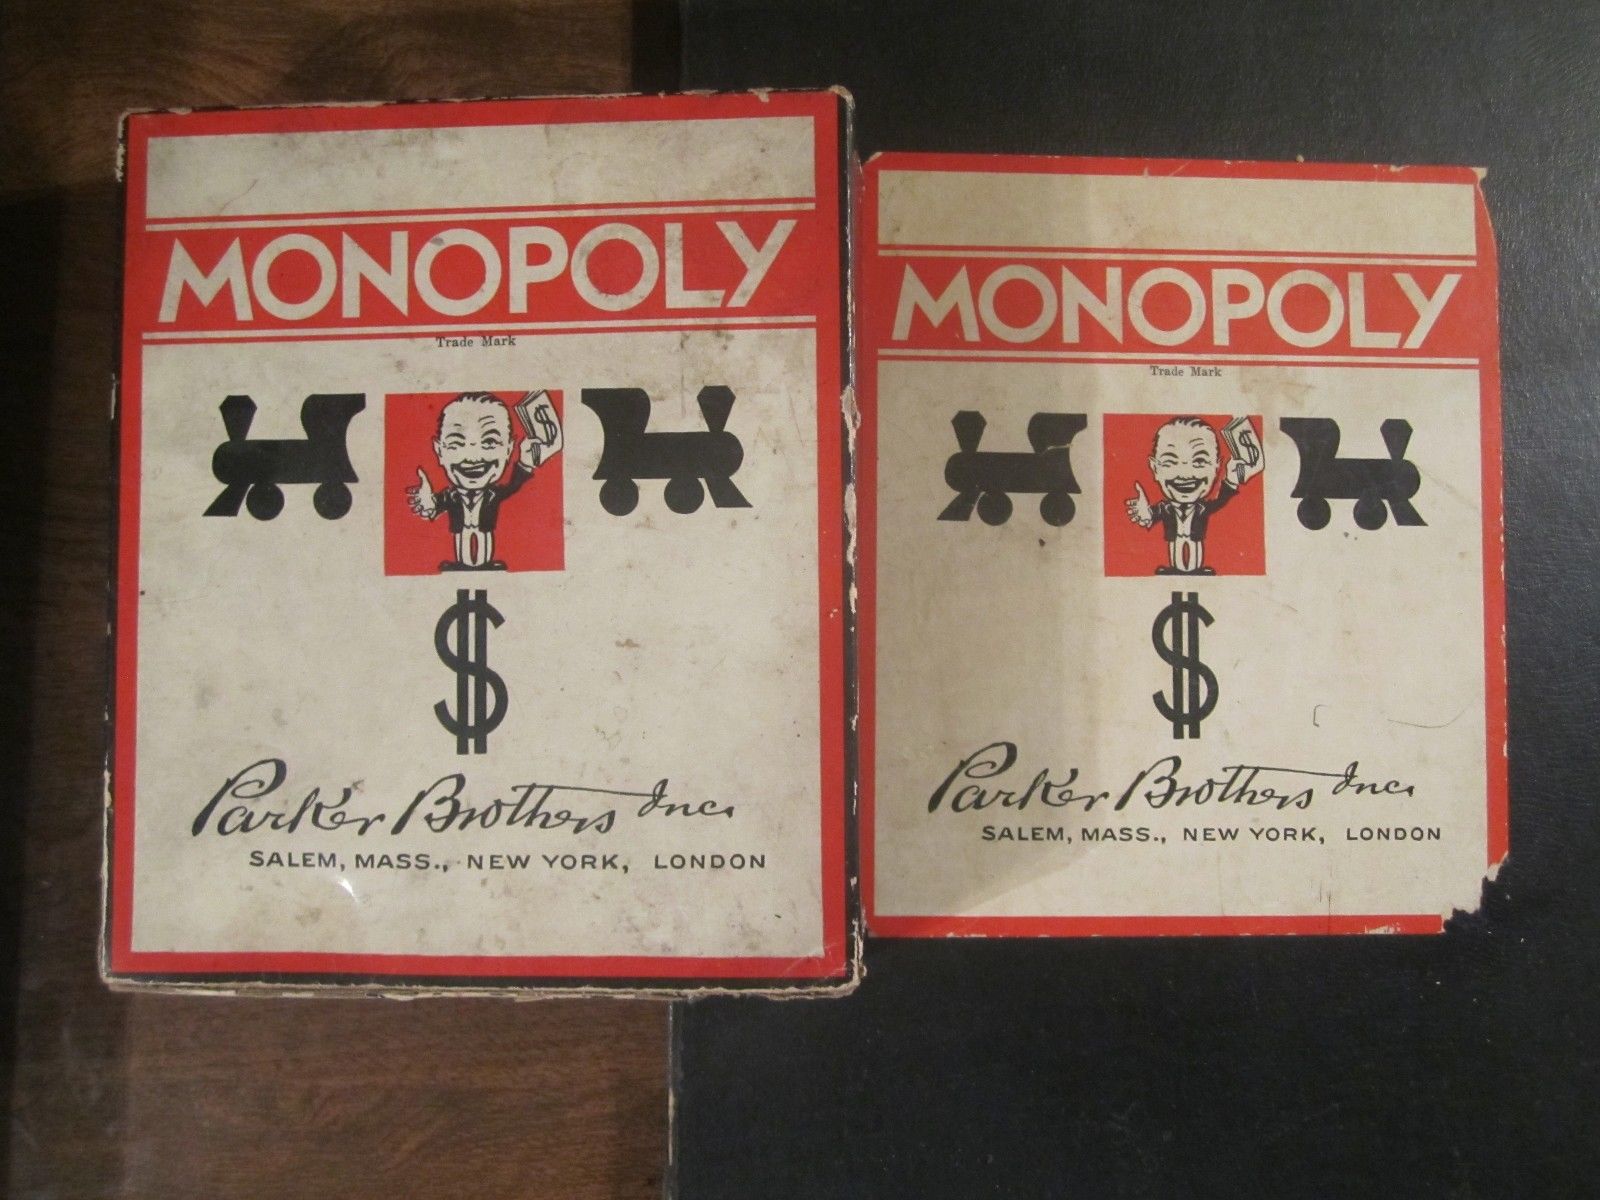 MONOPOLY
Trade Mark
$
$
Parker Brothers Inc.
SALEM, MASS., NEW YORK, LONDON
MONOPOLY
Trade Mark
$
$
Parker Brothers Inc.
SALEM, MASS., NEW YORK, LONDON